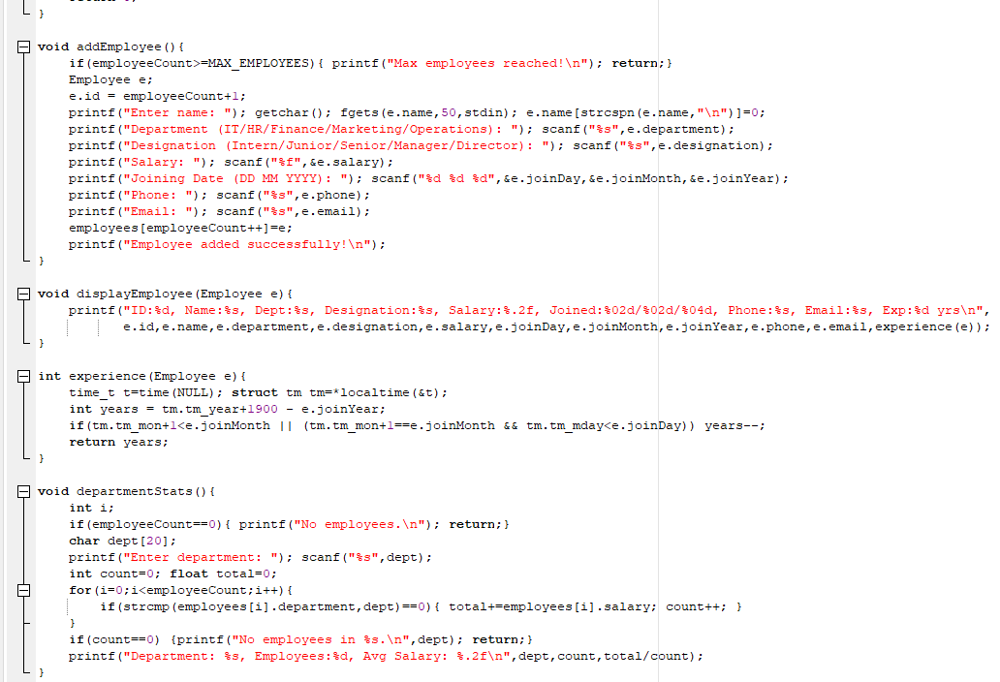 }
void addEmployee(){
if(employeeCount>=MAX_EMPLOYEES){ printf("Max employees reached!\n"); return;}
Employee e;
e.id = employeeCount+1;
printf("Enter name: "); getchar(); fgets(e.name,50,stdin); e.name[strcspn(e.name,"\n")]=0;
printf("Department (IT/HR/Finance/Marketing/Operations): "); scanf("%s",e.department);
printf("Designation (Intern/Junior/Senior/Manager/Director): "); scanf("%s",e.designation);
printf("Salary: "); scanf("%f",&e.salary);
printf("Joining Date (DD MM YYYY): "); scanf("%d %d %d",&e.joinDay,&e.joinMonth,&e.joinYear);
printf("Phone: "); scanf("%s",e.phone);
printf("Email: "); scanf("%s",e.email);
employees[employeeCount++]=e;
printf("Employee added successfully!\n");
}
void displayEmployee(Employee e){
printf("ID:%d, Name:%s, Dept:%s, Designation:%s, Salary:%.2f, Joined:%02d/%02d/%04d, Phone:%s, Email:%s, Exp:%d yrs\n",
e.id,e.name,e.department,e.designation,e.salary,e.joinDay,e.joinMonth,e.joinYear,e.phone,e.email,experience(e));
}
int experience(Employee e){
time_t t=time(NULL); struct tm tm=*localtime(&t);
int years = tm.tm_year+1900 - e.joinYear;
if(tm.tm_mon+1<e.joinMonth || (tm.tm_mon+1==e.joinMonth && tm.tm_mday<e.joinDay)) years--;
return years;
}
void departmentStats(){
int i;
if(employeeCount==0){ printf("No employees.\n"); return;}
char dept[20];
printf("Enter department: "); scanf("%s",dept);
int count=0; float total=0;
for(i=0;i<employeeCount;i++){
if(strcmp(employees[i].department,dept)==0){ total+=employees[i].salary; count++; }
}
if(count==0) {printf("No employees in %s.\n",dept); return;}
printf("Department: %s, Employees:%d, Avg Salary: %.2f\n",dept,count,total/count);
}